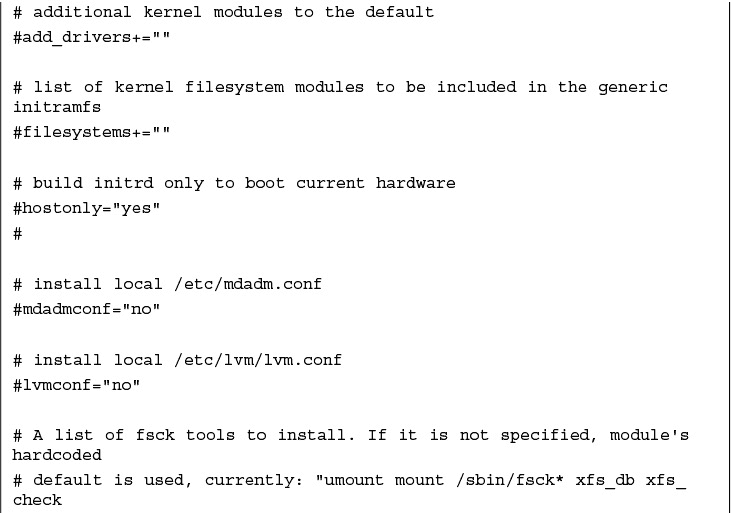 # additional kernel modules to the default
#add_drivers+=""
# list of kernel filesystem modules to be included in the generic
initramfs
#filesystems+=""
# build initrd only to boot current hardware
#hostonly="yes"
#
# install local /etc/mdadm.conf
#mdadmconf="no"
# install local /etc/lvm/lvm.conf
#lvmconf="no"
# A list of fsck tools to install. If it is not specified, module's
hardcoded
# default is used, currently: "umount mount /sbin/fsck* xfs_db xfs_
check